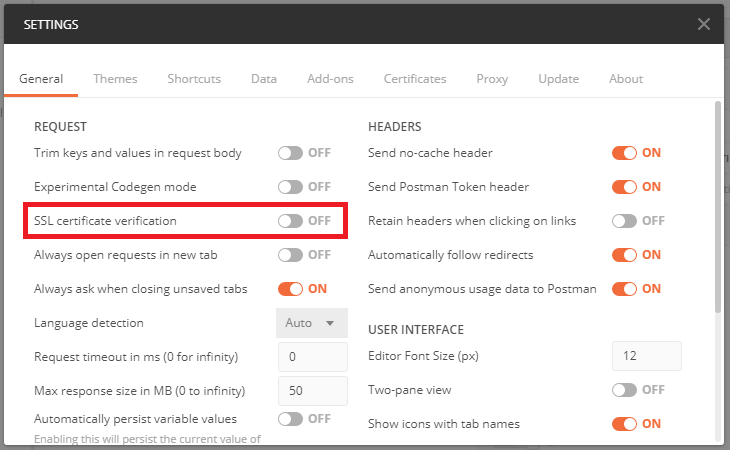 SETTINGS
General Themes Shortcuts Data Add-ons Certificates Proxy Update About
REQUEST
Trim keys and values in request body OFF
Experimental Codegen mode OFF
SSL certificate verification OFF
Always open requests in new tab OFF
Always ask when closing unsaved tabs ON
Language detection Auto
Request timeout in ms (0 for infinity) 0
Max response size in MB (0 to infinity) 50
Automatically persist variable values OFF
Enabling this will persist the current value of
HEADERS
Send no-cache header ON
Send Postman Token header ON
Retain headers when clicking on links OFF
Automatically follow redirects ON
Send anonymous usage data to Postman ON
USER INTERFACE
Editor Font Size (px) 12
Two-pane view OFF
Show icons with tab names ON